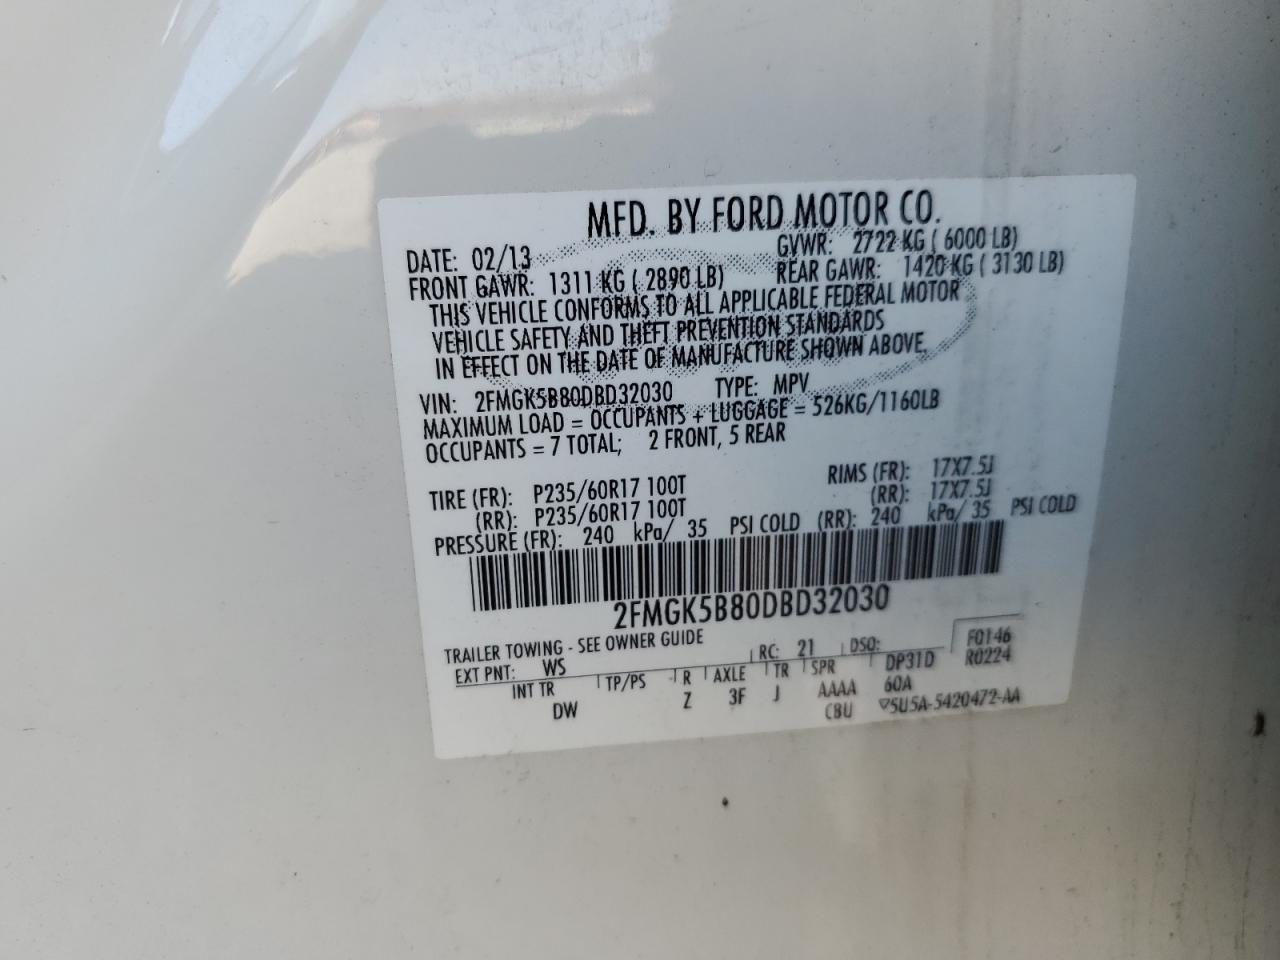 MFD. BY FORD MOTOR CO.
DATE: 02/13 GVWR: 2722 KG ( 6000 LB)
FRONT GAWR: 1311 KG ( 2890 LB) REAR GAWR: 1420 KG ( 3130 LB)
THIS VEHICLE CONFORMS TO ALL APPLICABLE FEDERAL MOTOR
VEHICLE SAFETY AND THEFT PREVENTION STANDARDS
IN EFFECT ON THE DATE OF MANUFACTURE SHOWN ABOVE.
VIN: 2FMGK5B80DBD32030 TYPE: MPV
MAXIMUM LOAD = OCCUPANTS + LUGGAGE = 526KG/1160LB
OCCUPANTS = 7 TOTAL; 2 FRONT, 5 REAR
TIRE (FR): P235/60R17 100T RIMS (FR): 17X7.5J
(RR): P235/60R17 100T (RR): 17X7.5J
PRESSURE (FR): 240 kPa/ 35 PSI COLD (RR): 240 kPa/ 35 PSI COLD
2FMGK5B80DBD32030
TRAILER TOWING - SEE OWNER GUIDE
EXT PNT: WS RC: 21 DSO: F0146
INT TR TP/PS R AXLE TR SPR DP31D R0224
DW Z 3F J AAAA 60A
CBU ▽5U5A-5420472-AA